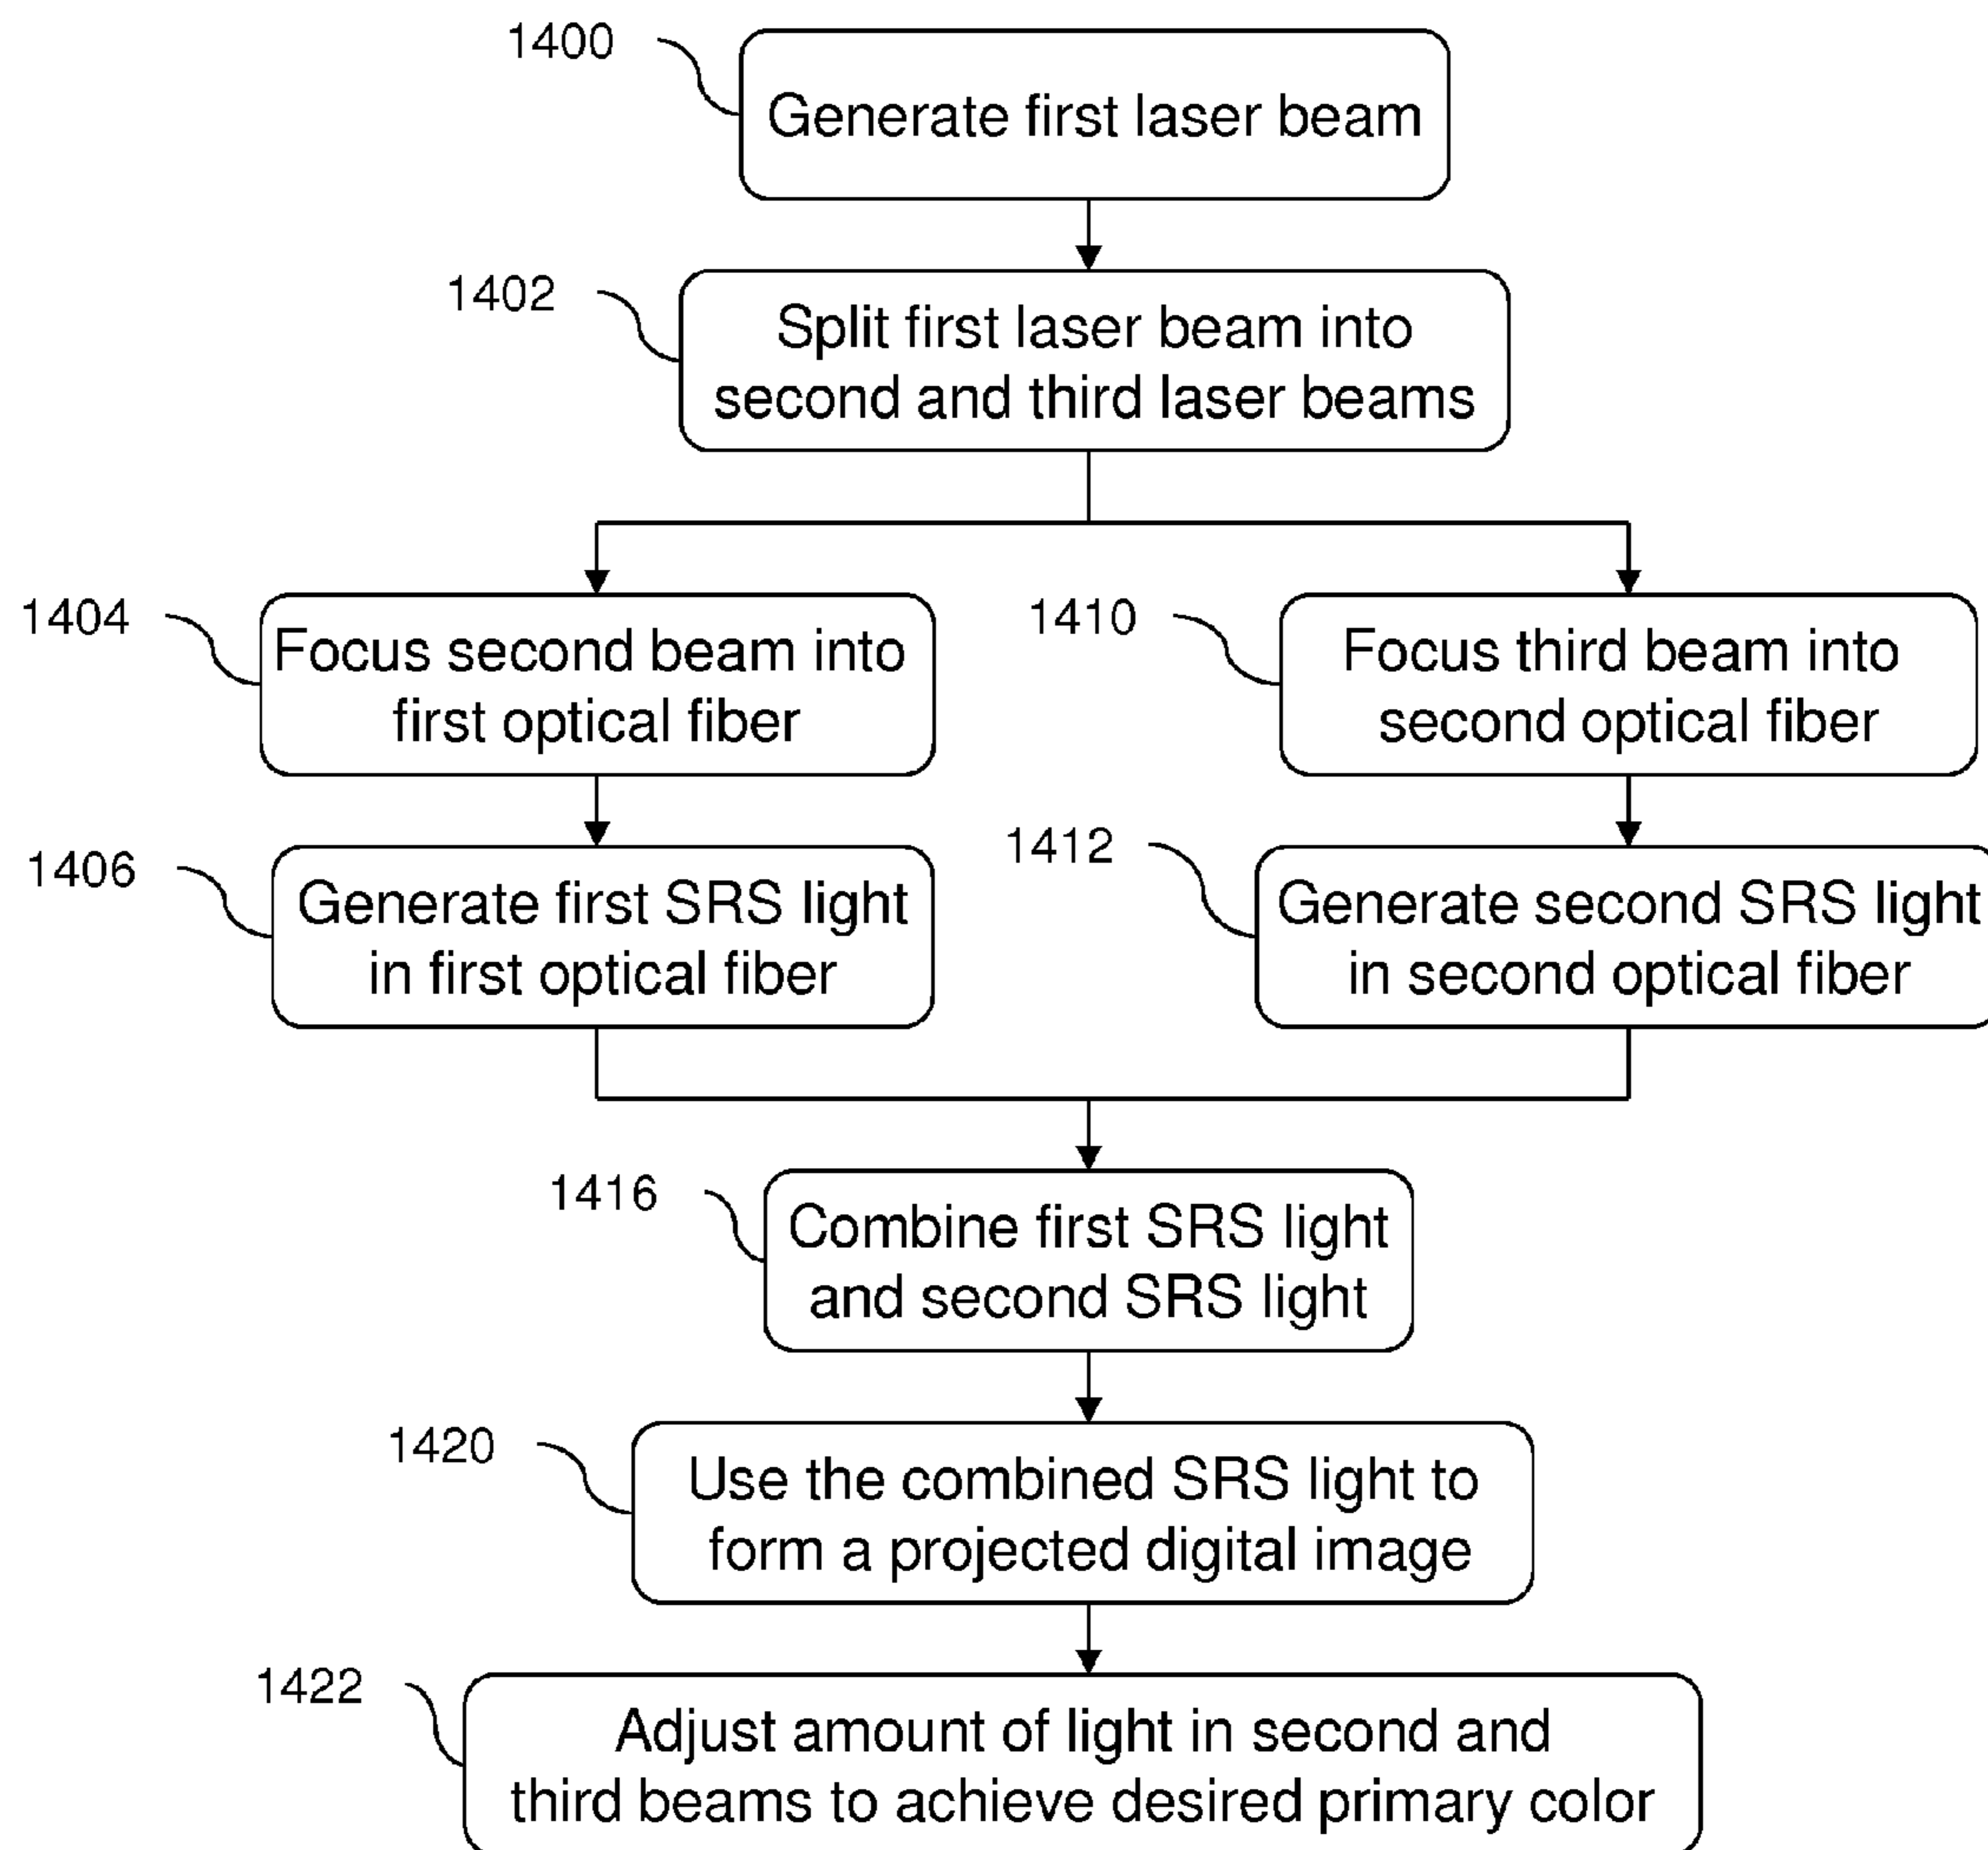 1400
Generate first laser beam
1402
Split first laser beam into
second and third laser beams
1404
Focus second beam into
first optical fiber
1410
Focus third beam into
second optical fiber
1406
Generate first SRS light
in first optical fiber
1412
Generate second SRS light
in second optical fiber
1416
Combine first SRS light
and second SRS light
1420
Use the combined SRS light to
form a projected digital image
1422
Adjust amount of light in second and
third beams to achieve desired primary color